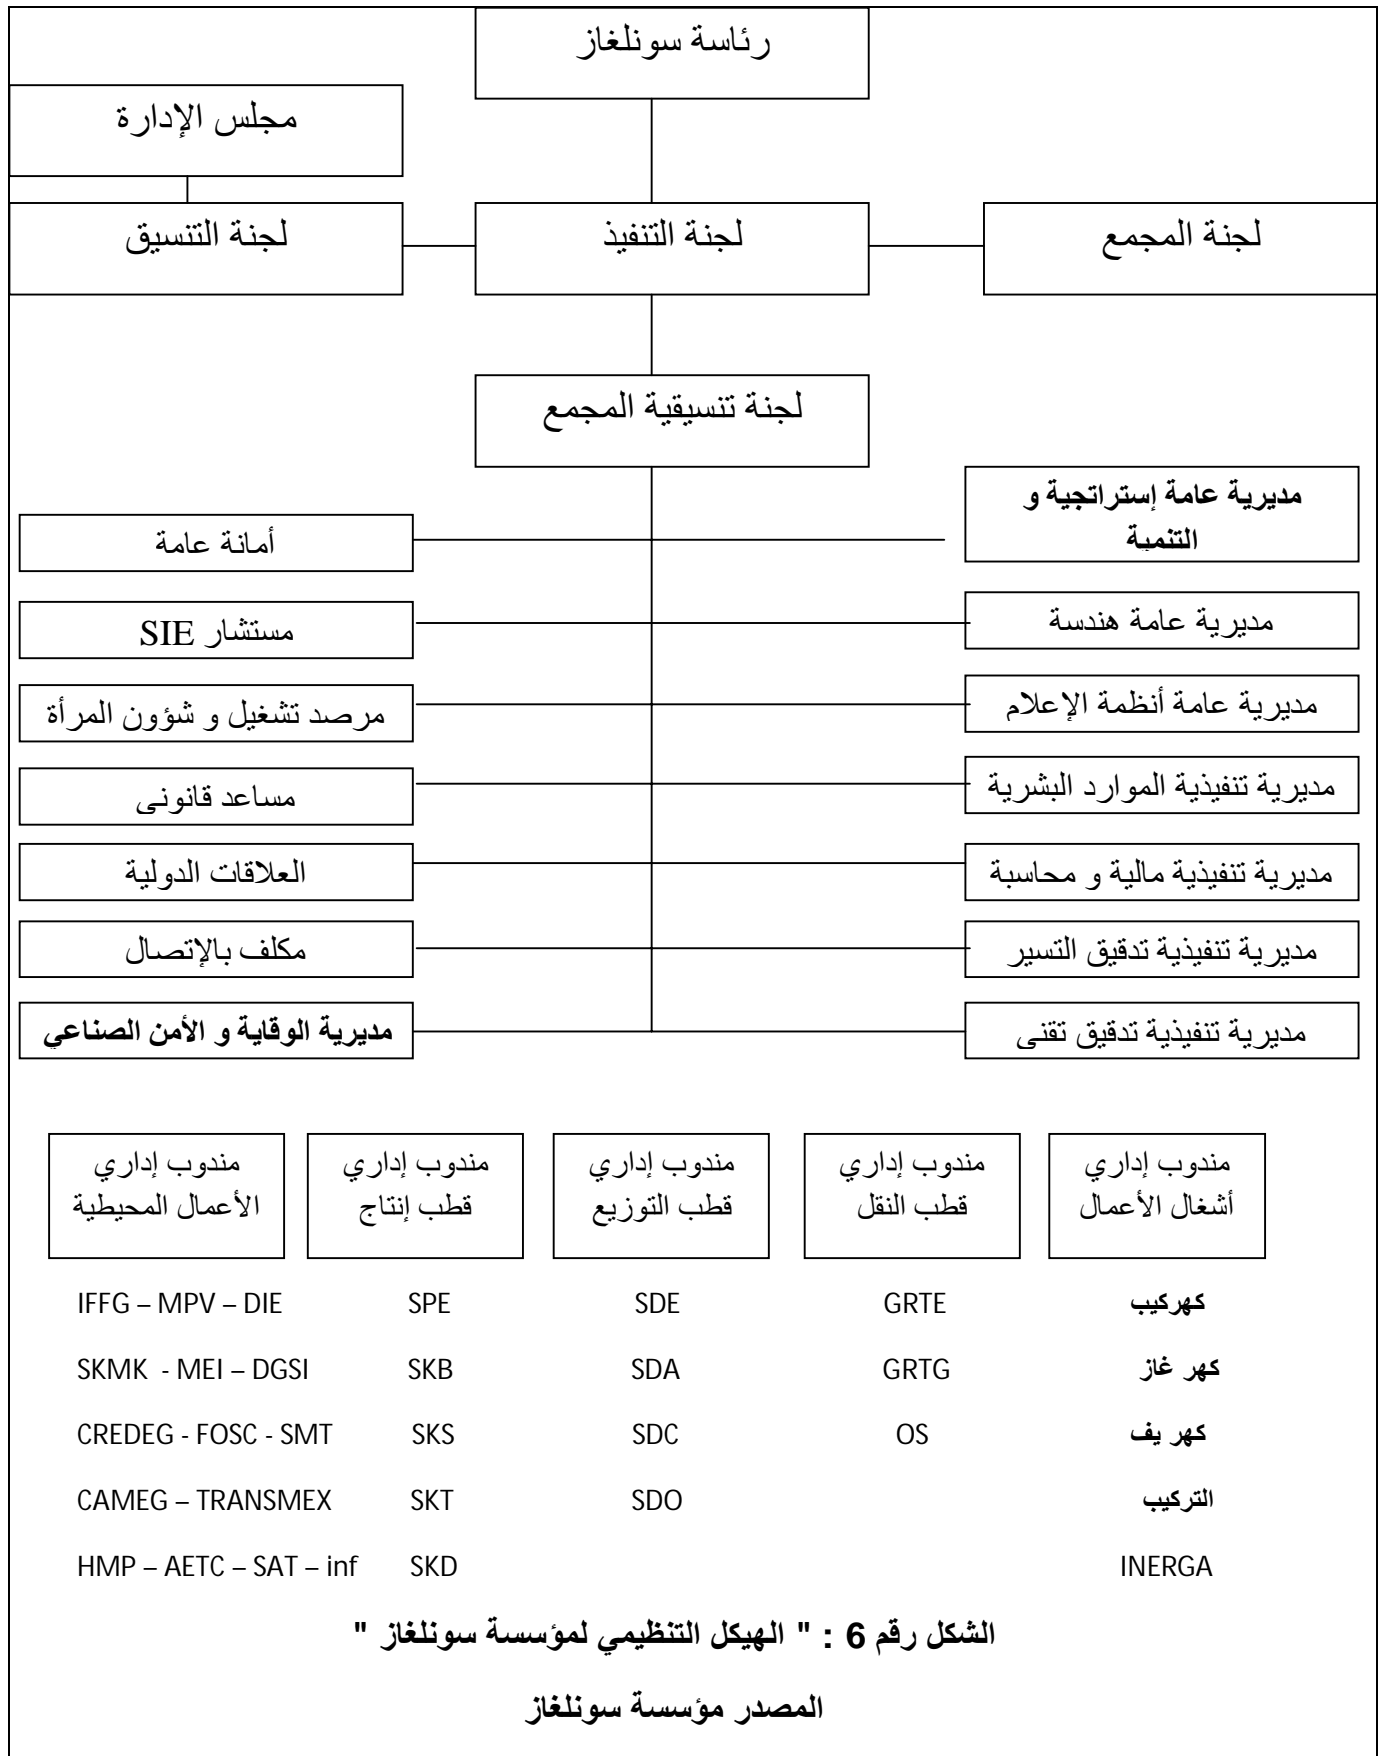 رئاسة سونلغاز
مجلس الإدارة
لجنة المجمع
لجنة التنفيذ
لجنة التنسيق
لجنة تنسيقية المجمع
مديرية عامة إستراتجية و
التنمية
أمانة عامة
مديرية عامة هندسة
مستشار SIE
مديرية عامة أنظمة الإعلام
مرصد تشغيل و شؤون المرأة
مديرية تنفيذية الموارد البشرية
مساعد قانوني
مديرية تنفيذية مالية و محاسبة
العلاقات الدولية
مديرية تنفيذية تدقيق التسير
مكلف بالإتصال
مديرية تنفيذية تدقيق تقني
مديرية الوقاية و الأمن الصناعي
مندوب إداري
أشغال الأعمال
مندوب إداري
قطب النقل
مندوب إداري
قطب التوزيع
مندوب إداري
قطب إنتاج
مندوب إداري
الأعمال المحيطية
كهركيب
GRTE
SDE
SPE
IFFG – MPV – DIE
كهر غاز
GRTG
SDA
SKB
SKMK - MEI – DGSI
كهر يف
OS
SDC
SKS
CREDEG - FOSC - SMT
التركيب
SDO
SKT
CAMEG – TRANSMEX
INERGA
SKD
HMP – AETC – SAT – inf
الشكل رقم 6 : " الهيكل التنظيمي لمؤسسة سونلغاز "
المصدر مؤسسة سونلغاز